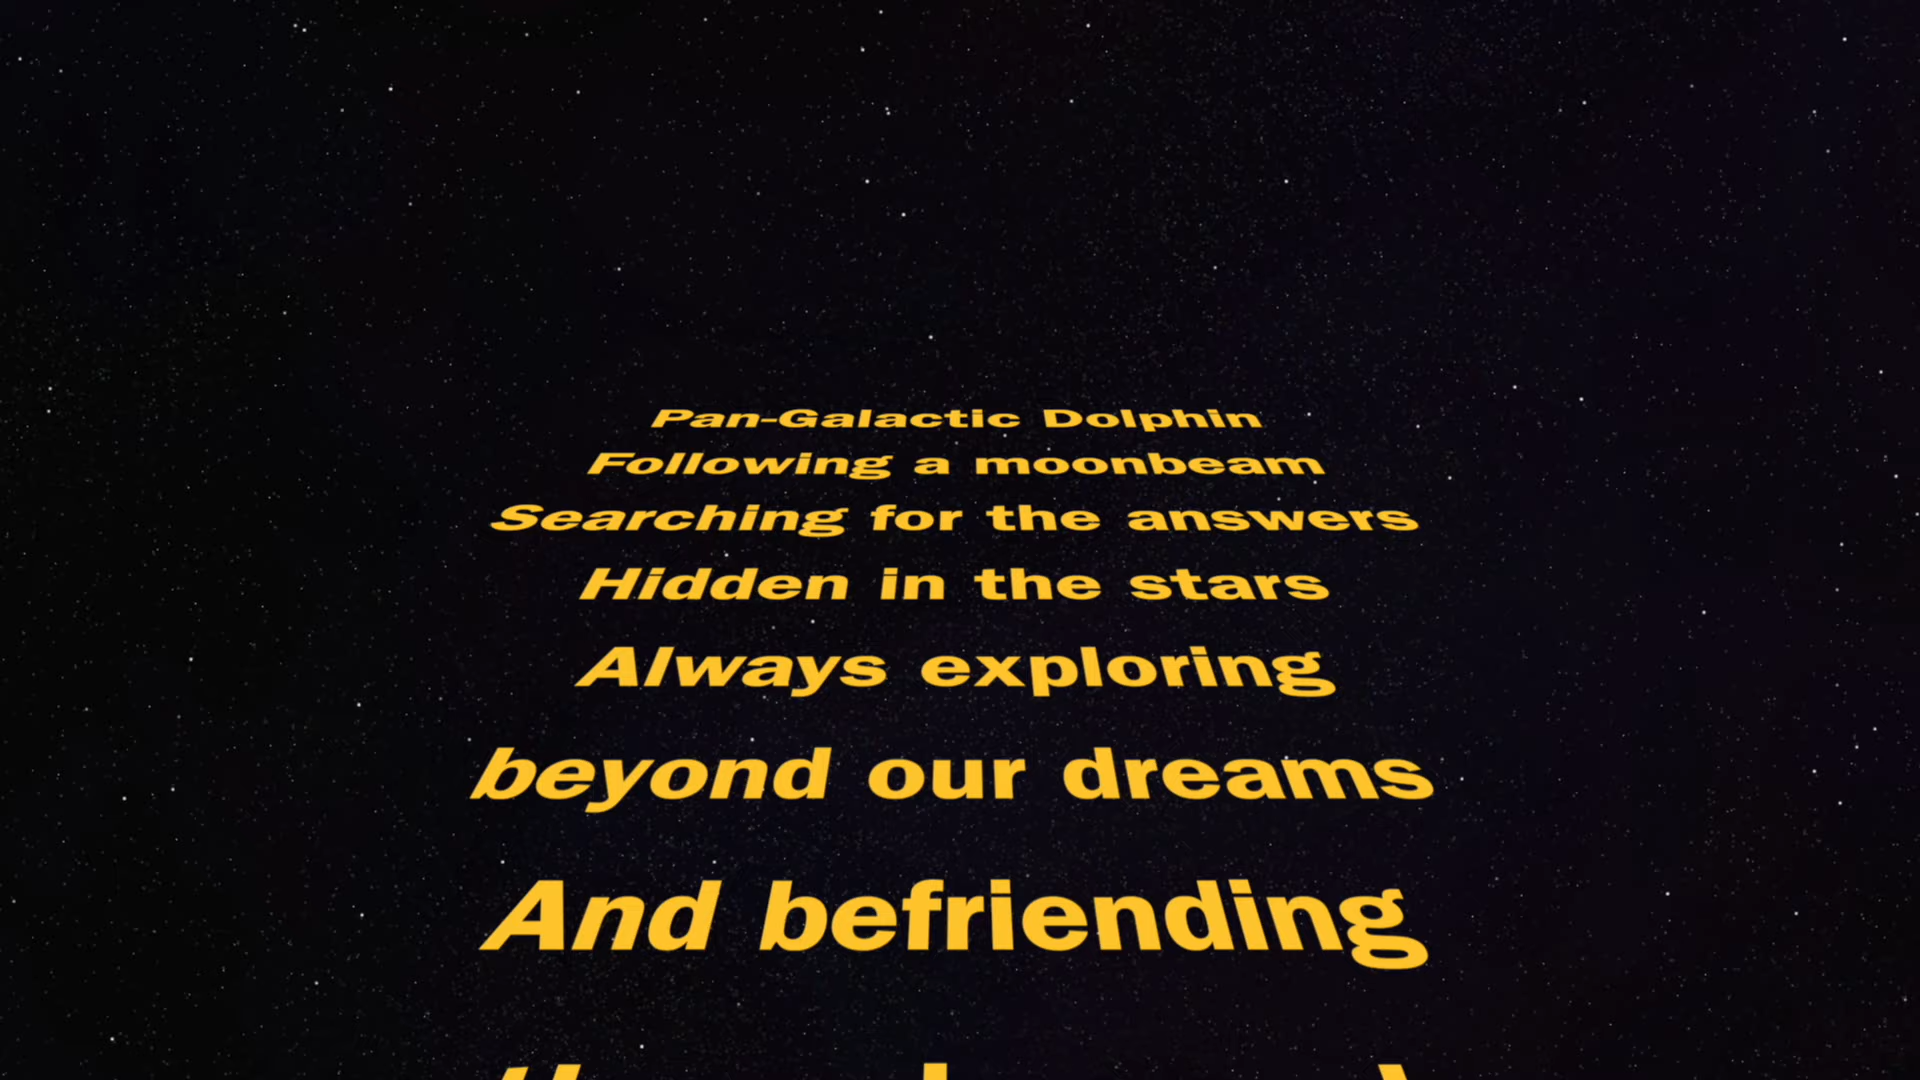 Pan-Galactic Dolphin
Following a moonbeam
Searching for the answers
Hidden in the stars
Always exploring
beyond our dreams
And befriending